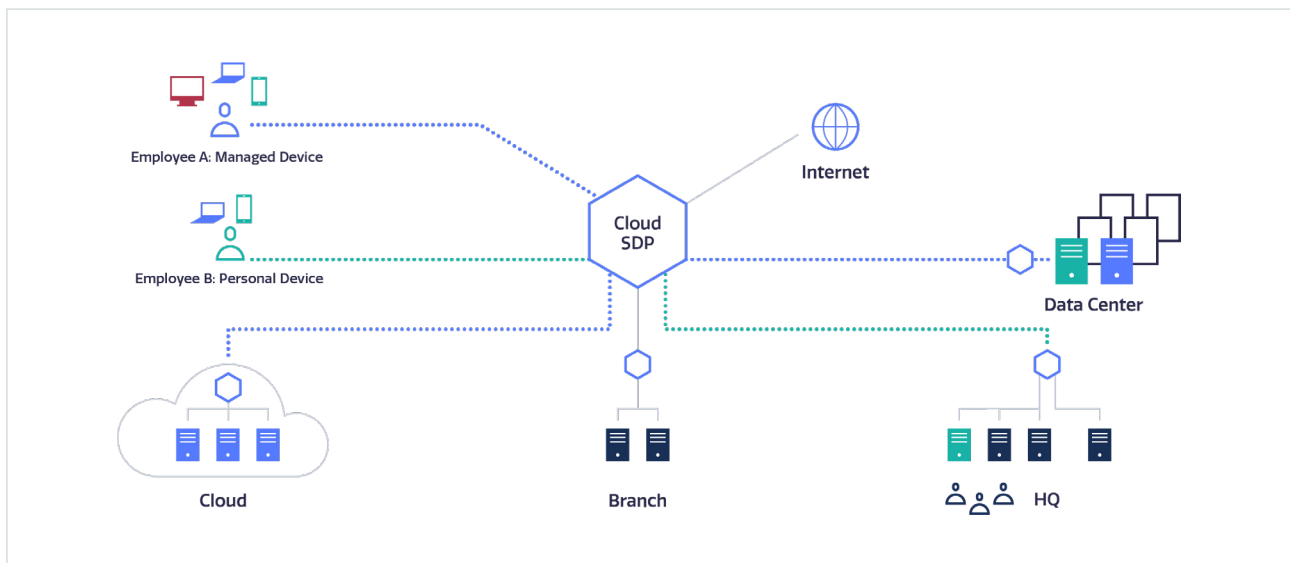 Employee A: Managed Device
Internet
Cloud
SDP
Employee B: Personal Device
Data Center
Cloud
Branch
HQ